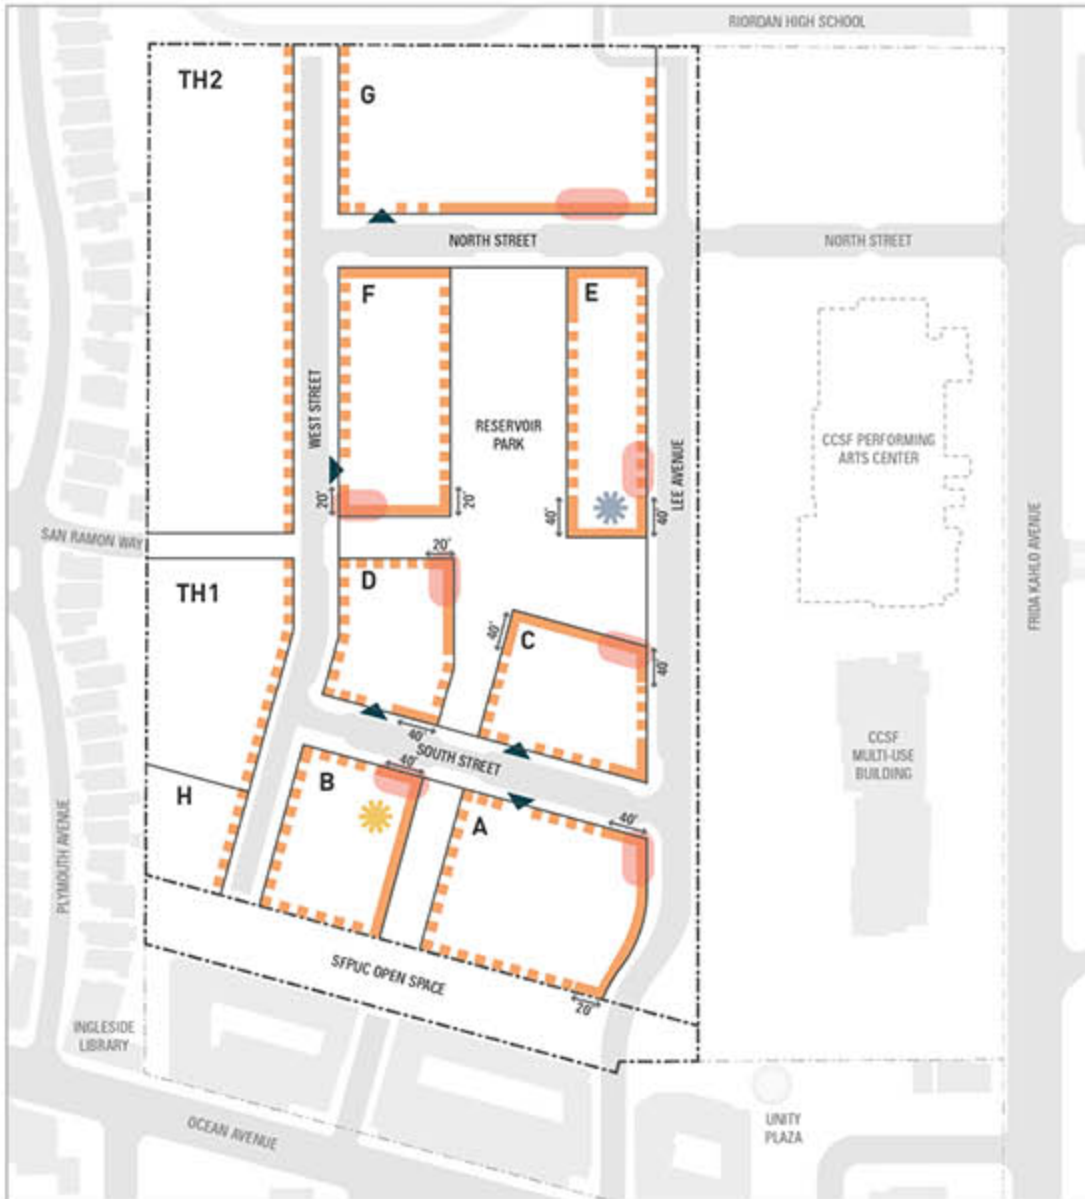 RIORDAN HIGH SCHOOL
TH2
G
NORTH STREET
NORTH STREET
F
E
WEST STREET
RESERVOIR
PARK
LEE AVENUE
CCSF PERFORMING
ARTS CENTER
20'
20'
40'
40'
FRIDA KAHLO AVENUE
SAN RAMON WAY
20'
D
TH1
40'
C
40'
40'
SOUTH STREET
CCSF
MULTI-USE
BUILDING
40'
B
H
A
40'
PLYMOUTH AVENUE
SFPUC OPEN SPACE
20'
INGLESIDE
LIBRARY
OCEAN AVENUE
UNITY
PLAZA